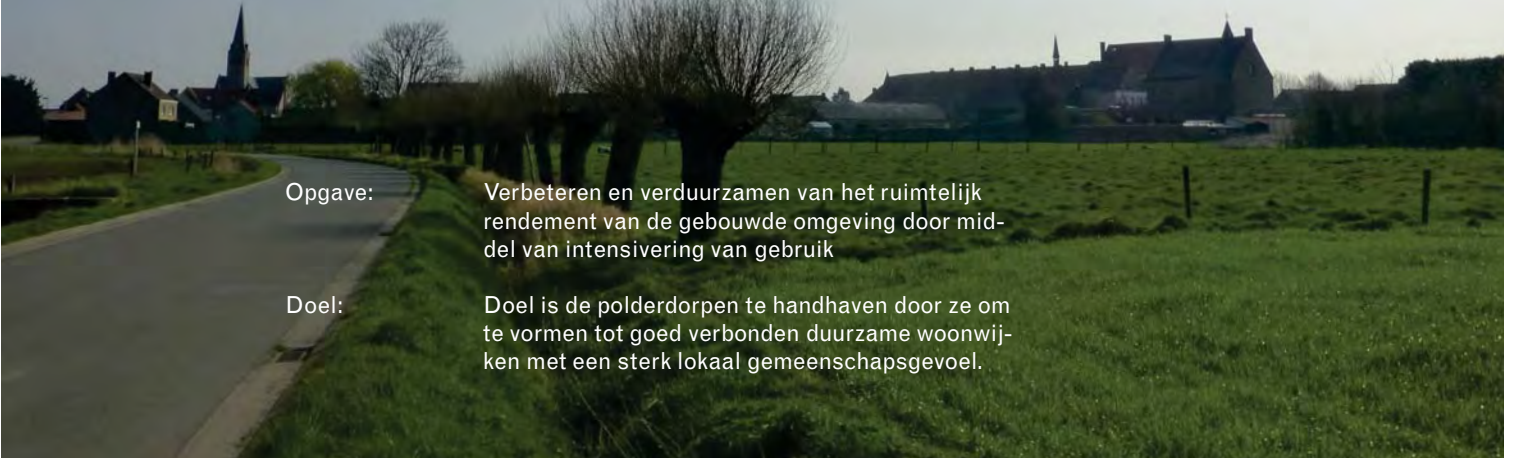 Opgave: Verbeteren en verduurzamen van het ruimtelijk
rendement van de gebouwde omgeving door mid-
del van intensivering van gebruik
Doel: Doel is de polderdorpen te handhaven door ze om
te vormen tot goed verbonden duurzame woonwij-
ken met een sterk lokaal gemeenschapsgevoel.